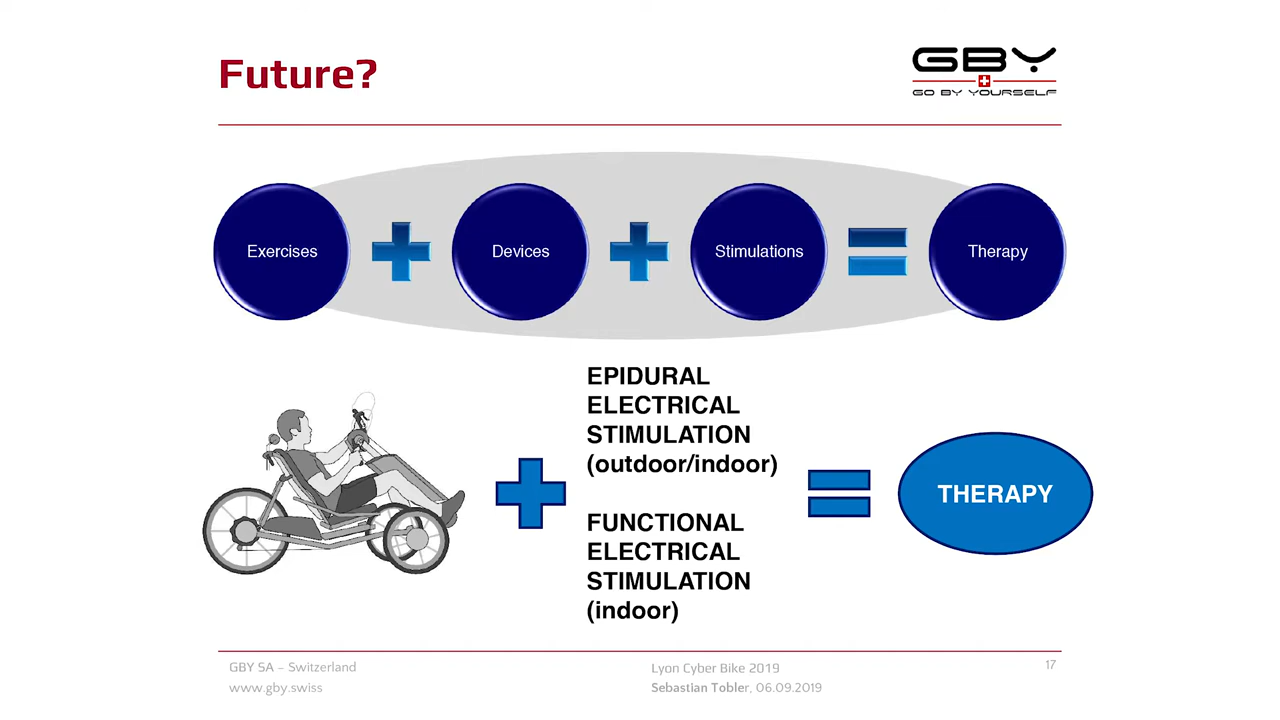 Future?
GBY
GO BY YOURSELF
Exercises
Devices
Stimulations
Therapy
EPIDURAL
ELECTRICAL
STIMULATION
(outdoor/indoor)
FUNCTIONAL
ELECTRICAL
STIMULATION
(indoor)
THERAPY
GBY SA – Switzerland
www.gby.swiss
Lyon Cyber Bike 2019
Sebastian Tobler, 06.09.2019
17